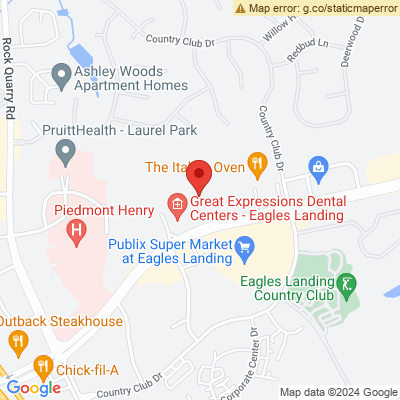 Map error: g.co/staticmaperror
Willow H
Country Club Dr
Redbud Ln
Deerwood D
Rock Quarry Rd
Ashley Woods
Apartment Homes
Country Club Dr
PruittHealth - Laurel Park
The Ital Oven
Great Expressions Dental
Centers - Eagles Landing
Piedmont Henry
H
Publix Super Market
at Eagles Landing
Eagles Landing
Country Club
Outback Steakhouse
Chick-fil-A
Corporate Center Dr
Country Club Dr
Google
Map data ©2024 Google